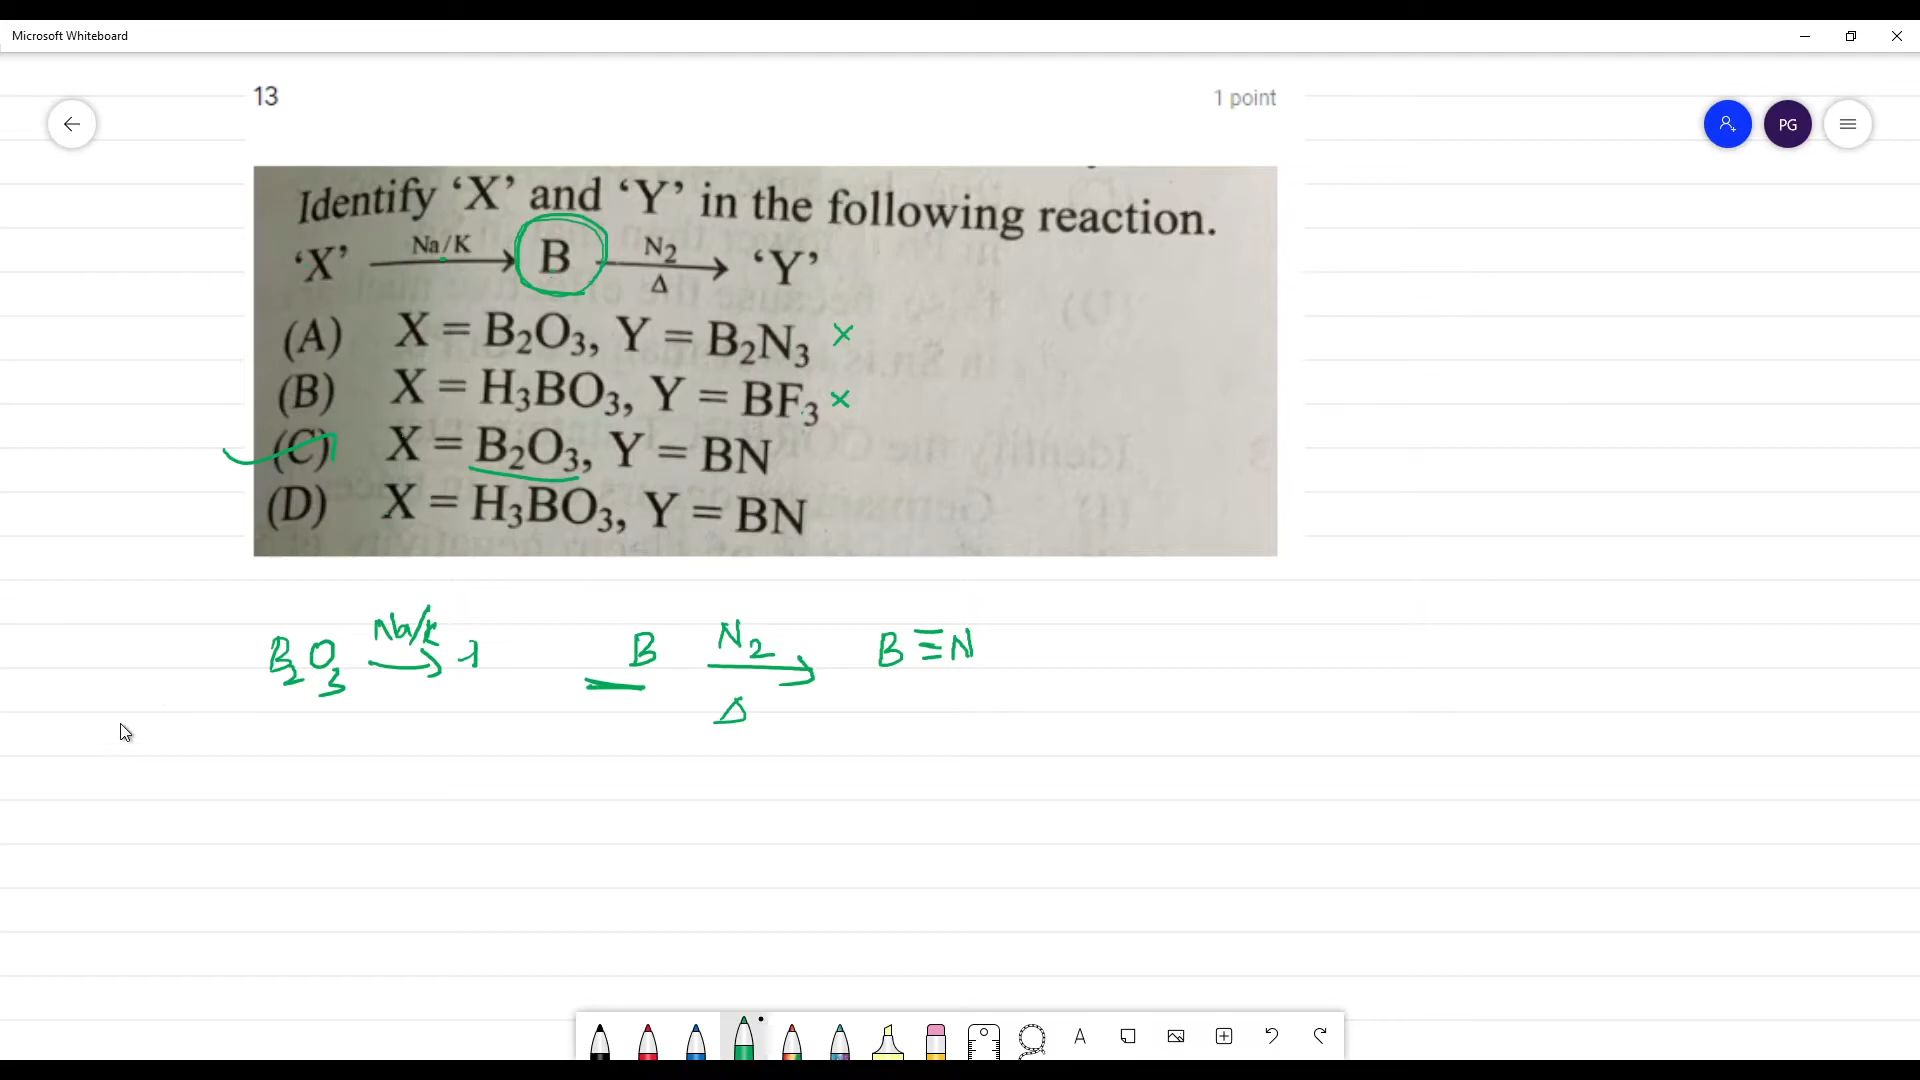 Microsoft Whiteboard
13
1 point
PG
Identify ‘X’ and ‘Y’ in the following reaction.
‘X’ Na/K → B N₂ Δ → ‘Y’
(A) X = B₂O₃, Y = B₂N₃ ×
(B) X = H₃BO₃, Y = BF₃ ×
(C) X = B₂O₃, Y = BN
(D) X = H₃BO₃, Y = BN
B₂O₃ Na/K → B N₂ Δ → B≡N
A